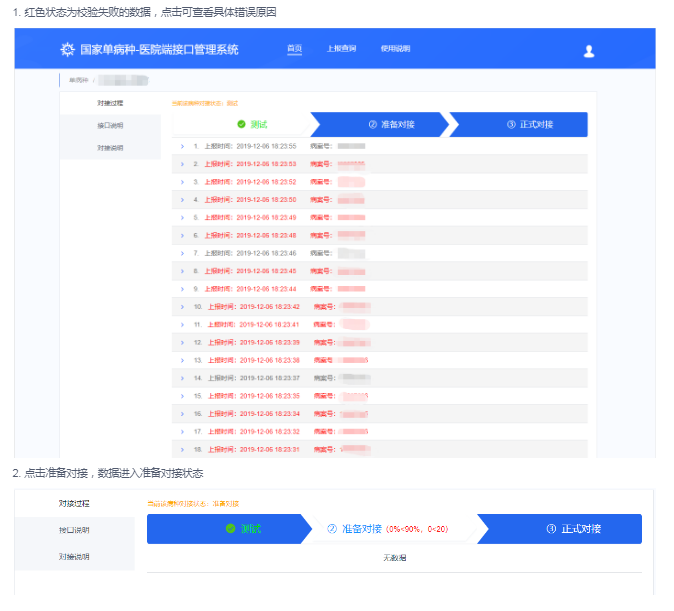 1. 红色状态为校验失败的数据，点击可查看具体错误原因
国家单病种-医院端接口管理系统 首页 上报查询 使用说明
单病种：
对接过程
接口说明
对接说明
当前该病种对接状态：测试
测试 ② 准备对接 ③ 正式对接
1. 上报时间：2019-12-06 18:23:55 病案号：
2. 上报时间：2019-12-06 18:23:53 病案号：
3. 上报时间：2019-12-06 18:23:52 病案号：
4. 上报时间：2019-12-06 18:23:50 病案号：
5. 上报时间：2019-12-06 18:23:49 病案号：
6. 上报时间：2019-12-06 18:23:48 病案号：
7. 上报时间：2019-12-06 18:23:46 病案号：
8. 上报时间：2019-12-06 18:23:45 病案号：
9. 上报时间：2019-12-06 18:23:44 病案号：
10. 上报时间：2019-12-06 18:23:42 病案号：
11. 上报时间：2019-12-06 18:23:41 病案号：
12. 上报时间：2019-12-06 18:23:39 病案号：
13. 上报时间：2019-12-06 18:23:38 病案号：
14. 上报时间：2019-12-06 18:23:37 病案号：
15. 上报时间：2019-12-06 18:23:35 病案号：
16. 上报时间：2019-12-06 18:23:34 病案号：
17. 上报时间：2019-12-06 18:23:32 病案号：
18. 上报时间：2019-12-06 18:23:31 病案号：
2. 点击准备对接，数据进入准备对接状态
对接过程
接口说明
对接说明
当前该病种对接状态：准备对接
测试 ② 准备对接 (0%<90%，0<20) ③ 正式对接
无数据